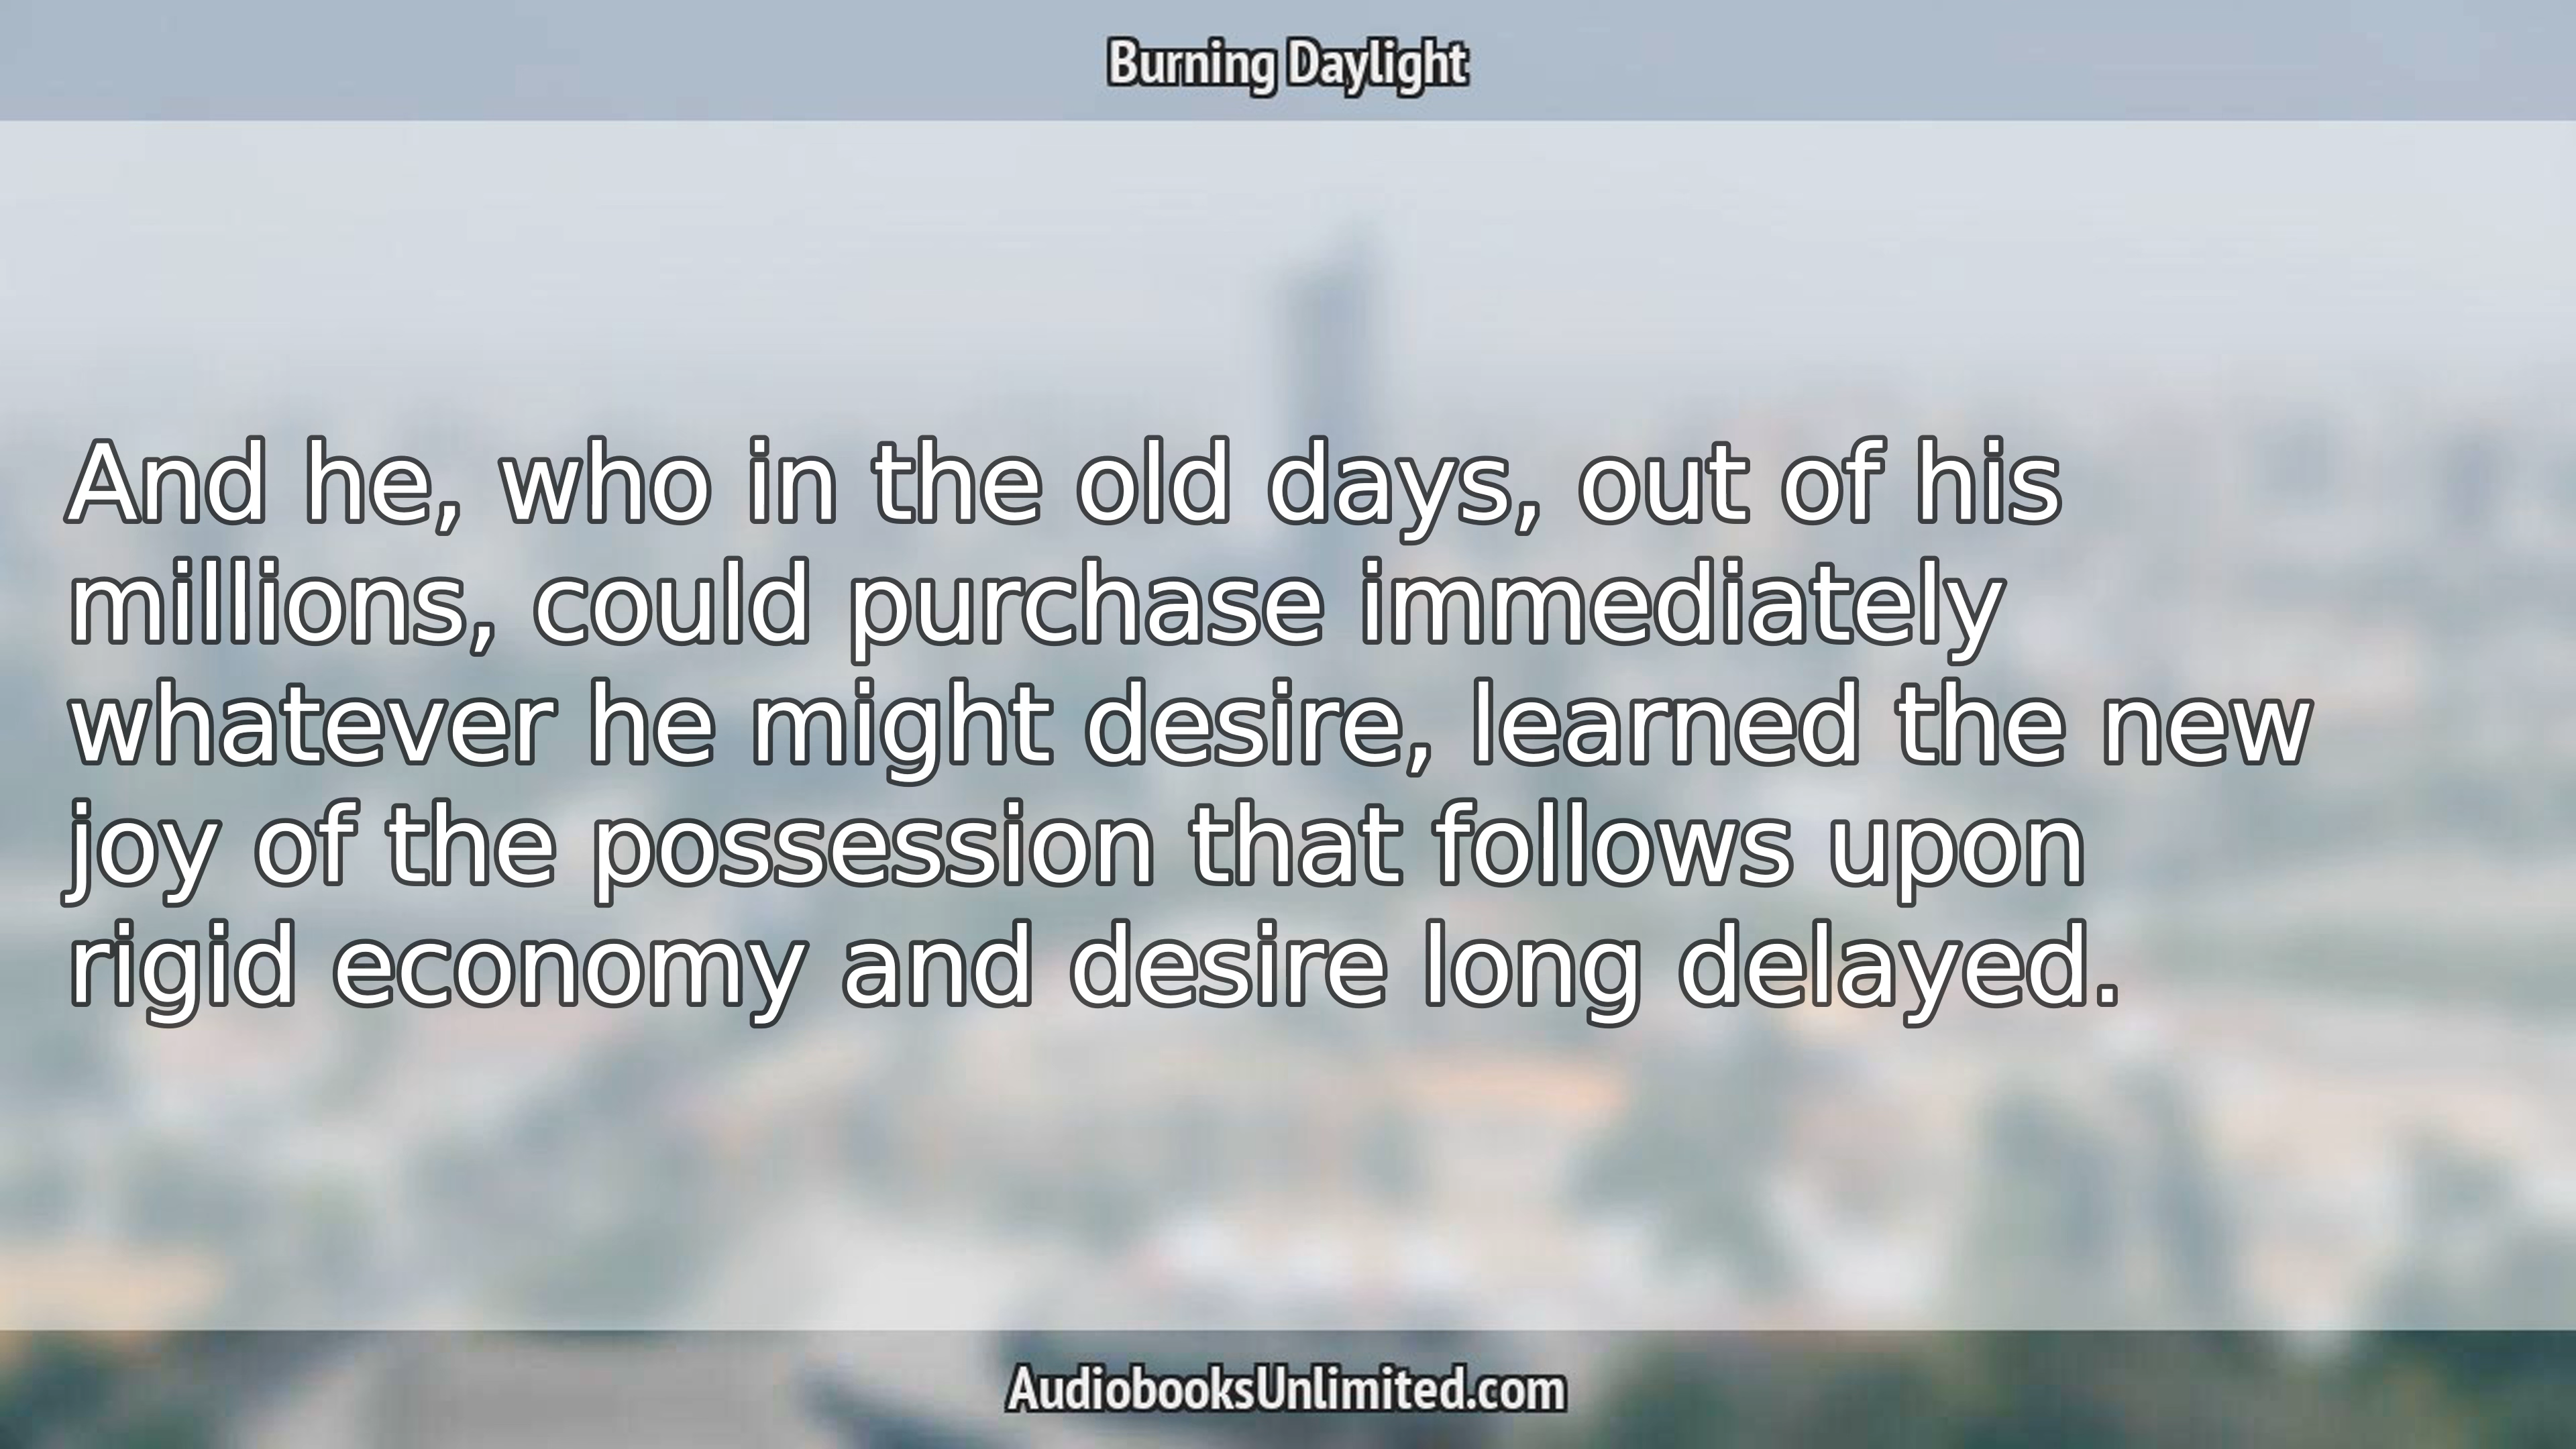 Burning Daylight
And he, who in the old days, out of his
millions, could purchase immediately
whatever he might desire, learned the new
joy of the possession that follows upon
rigid economy and desire long delayed.
AudiobooksUnlimited.com